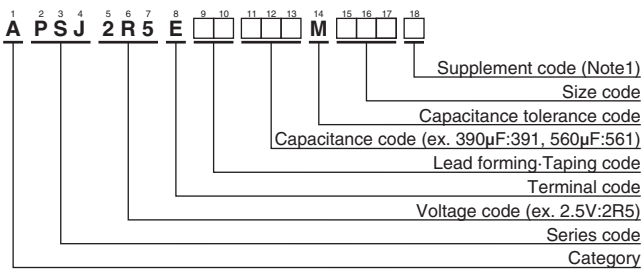 1 2 3 4 5 6 7 8 9 10 11 12 13 14 15 16 17 18
A PSJ 2R5 E □□ □□□ M □□□ □
Supplement code (Note1)
Size code
Capacitance tolerance code
Capacitance code (ex. 390µF:391, 560µF:561)
Lead forming·Taping code
Terminal code
Voltage code (ex. 2.5V:2R5)
Series code
Category